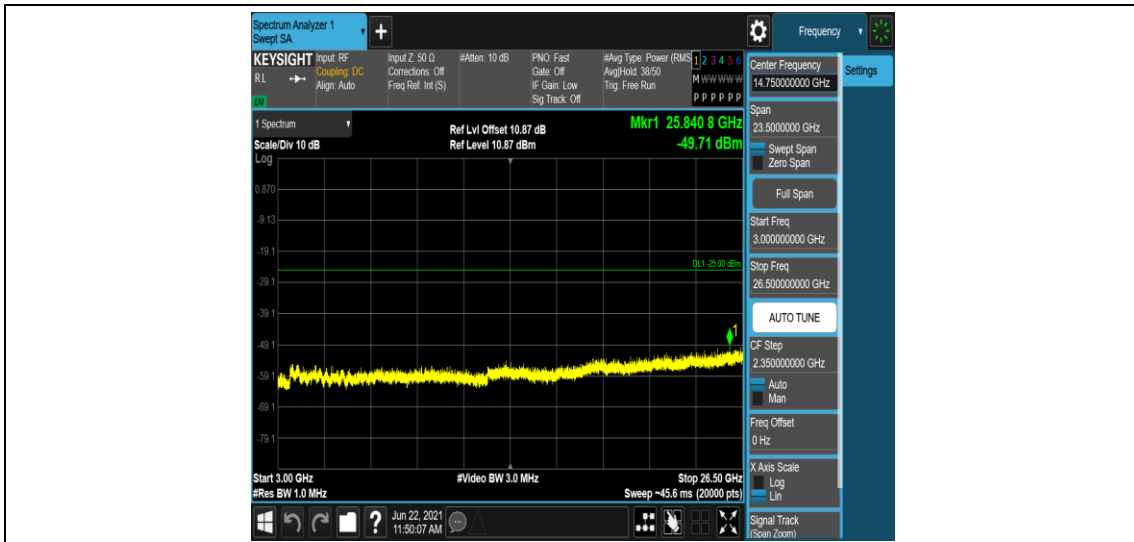 Spectrum Analyzer 1
Swept SA
Frequency
KEYSIGHT
RL
LXI
Input: RF
Coupling: DC
Align: Auto
Input Z: 50 Ω
Corrections: Off
Freq Ref: Int (S)
#Atten: 10 dB
PNO: Fast
Gate: Off
IF Gain: Low
Sig Track: Off
#Avg Type: Power (RMS
Avg|Hold: 38/50
Trig: Free Run
1 2 3 4 5 6
M W W W W W
P P P P P P
1 Spectrum
Scale/Div 10 dB
Log
Ref Lvl Offset 10.87 dB
Ref Level 10.87 dBm
Mkr1 25.840 8 GHz
-49.71 dBm
0.870
-9.13
-19.1
DL1 -25.00 dBm
-29.1
-39.1
1
-49.1
-59.1
-69.1
-79.1
Start 3.00 GHz
#Res BW 1.0 MHz
#Video BW 3.0 MHz
Stop 26.50 GHz
Sweep ~45.6 ms (20000 pts)
?
Jun 22, 2021
11:50:07 AM
Center Frequency
14.750000000 GHz
Settings
Span
23.5000000 GHz
Swept Span
Zero Span
Full Span
Start Freq
3.000000000 GHz
Stop Freq
26.500000000 GHz
AUTO TUNE
CF Step
2.350000000 GHz
Auto
Man
Freq Offset
0 Hz
X Axis Scale
Log
Lin
Signal Track
(Span Zoom)